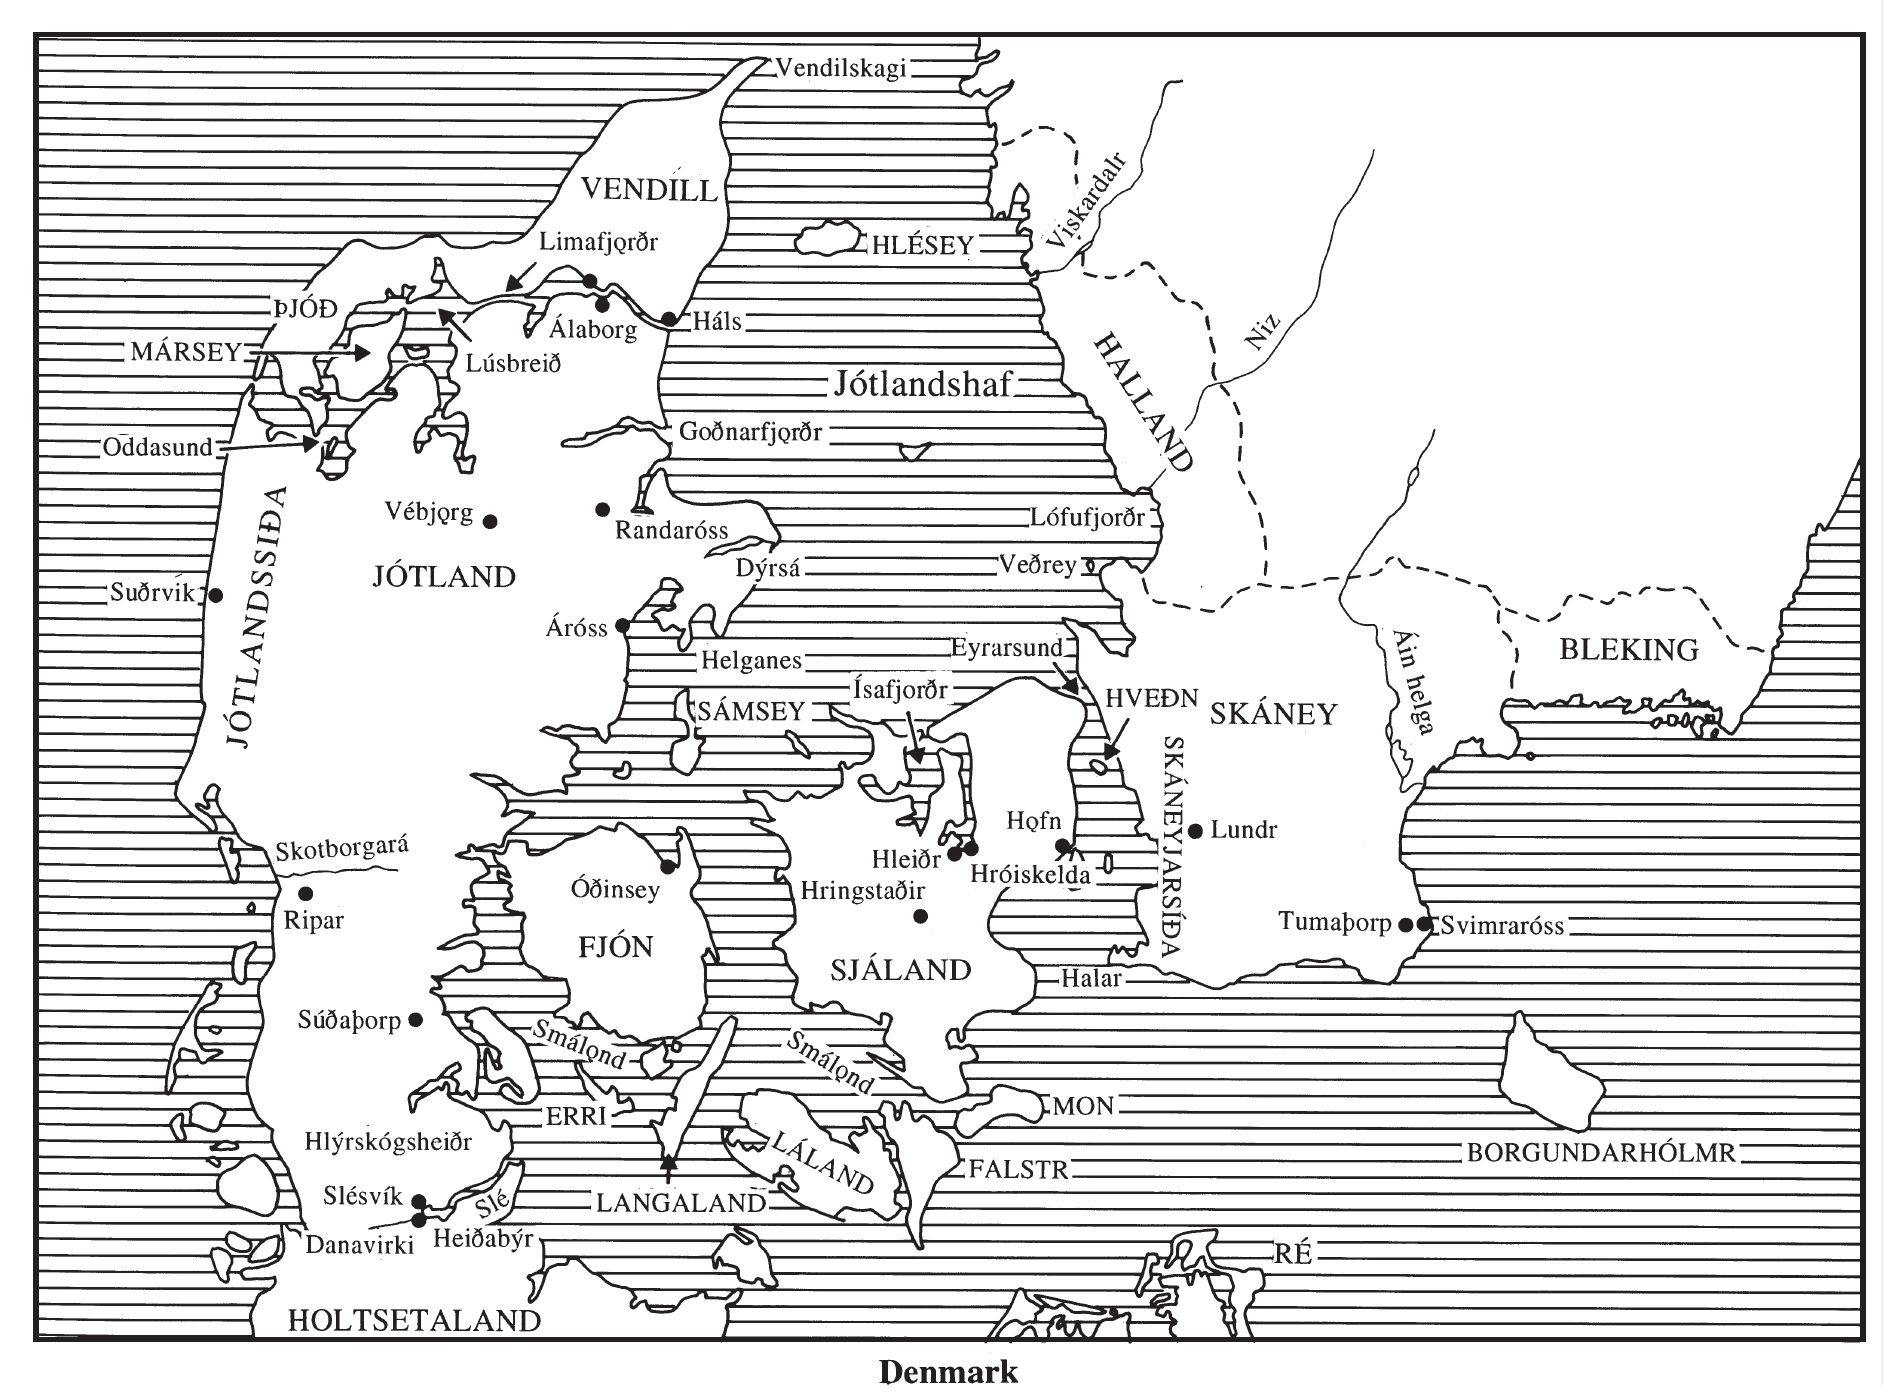 Vendilskagi
VENDÍLL
Viskardalr
Limafjǫrðr
HLÉSEY
ÞJÓÐ
Álaborg
Háls
Niz
MÁRSEY
Lúsbreið
HALLAND
Jótlandshaf
Oddasund
Goðnarfjǫrðr
JÓTLANDSSIÐA
Vébjǫrg
Randaróss
Lófufjorðr
JÓTLAND
Dýrsá
Veðrey
Suðrvík
Áróss
Helganes
Eyrarsund
Áin helga
BLEKING
Ísafjorðr
HVEÐN
SÁMSEY
SKÁNEY
SKÁNEYJARSÍÐA
Hǫfn
Lundr
Skotborgará
Hleiðr
Hróiskelda
Óðinsey
Hringstaðir
Ripar
Tumaþorp
Svimraróss
FJÓN
SJÁLAND
Halar
Súðaþorp
Smálǫnd
Smálǫnd
ERRI
MON
Hlýrskógsheiðr
LÁLAND
BORGUNDARHÓLMR
FALSTR
Slésvík
Slé
LANGALAND
Danavirki
Heiðabýr
RÉ
HOLTSETALAND
Denmark